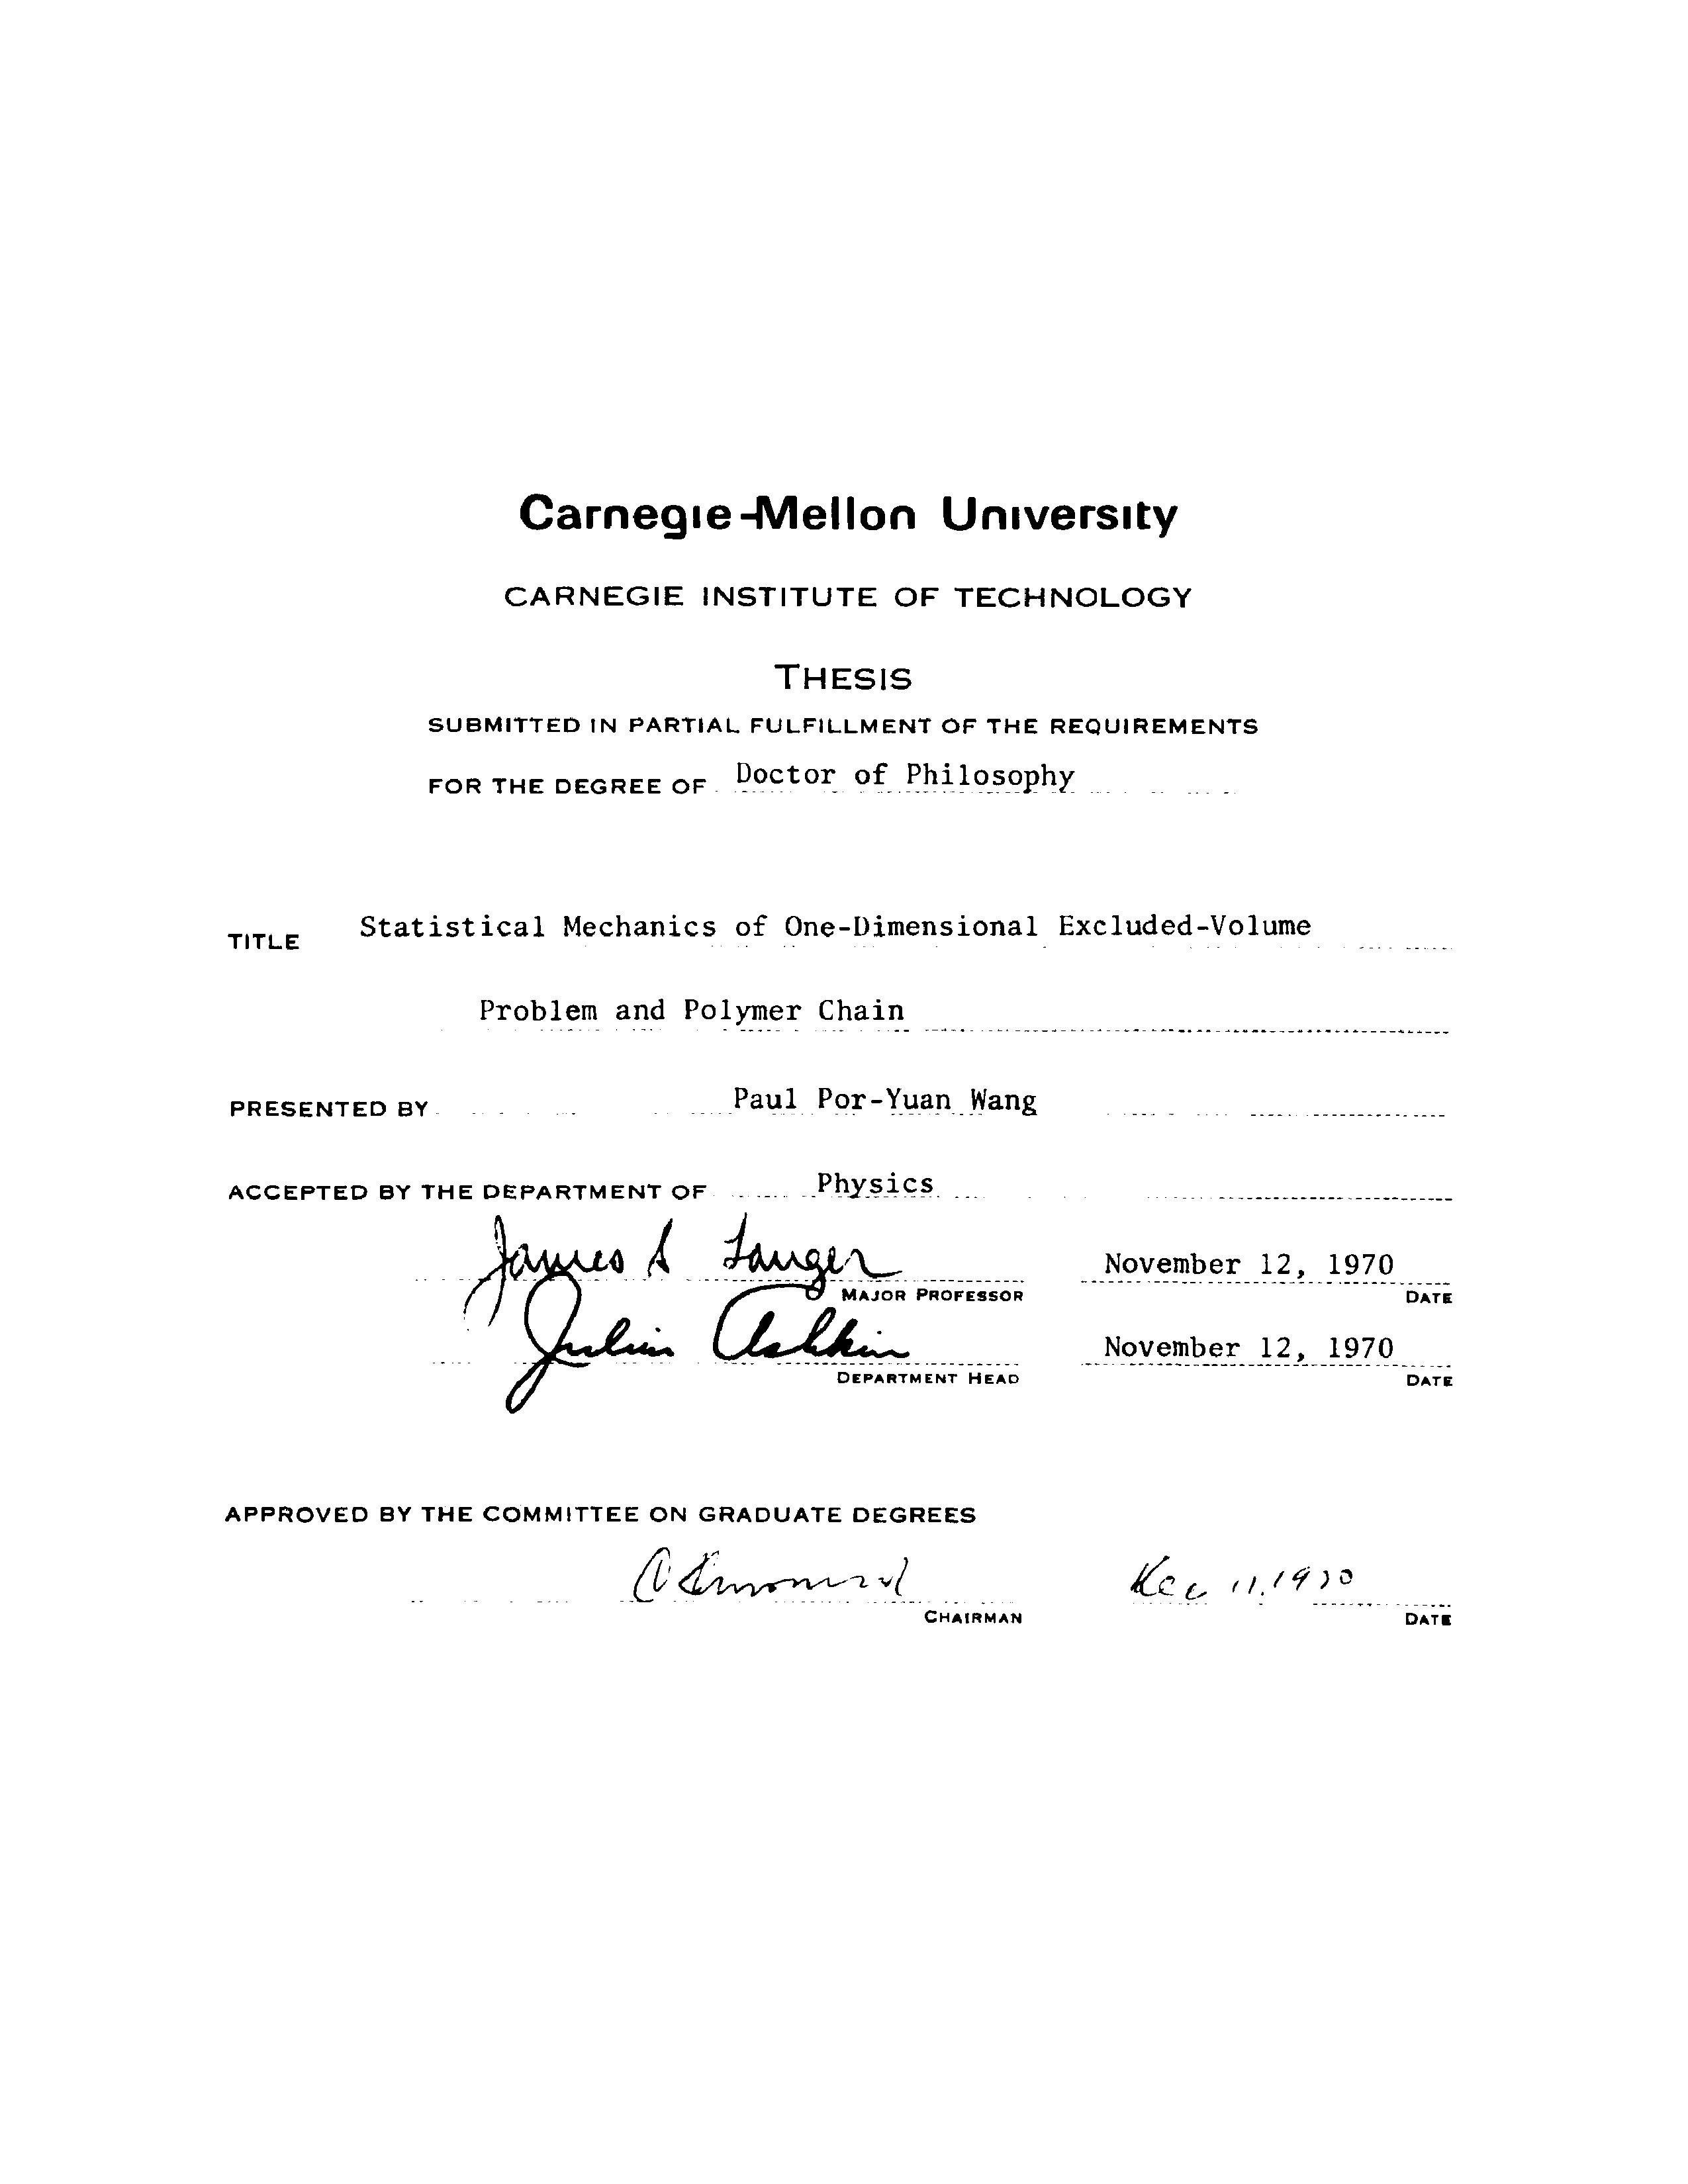 Carnegie-Mellon University
CARNEGIE INSTITUTE OF TECHNOLOGY
THESIS
SUBMITTED IN PARTIAL FULFILLMENT OF THE REQUIREMENTS
FOR THE DEGREE OF Doctor of Philosophy
TITLE Statistical Mechanics of One-Dimensional Excluded-Volume
Problem and Polymer Chain
PRESENTED BY Paul Por-Yuan Wang
ACCEPTED BY THE DEPARTMENT OF Physics
James S Langer November 12, 1970
MAJOR PROFESSOR DATE
Julius Ashkin November 12, 1970
DEPARTMENT HEAD DATE
APPROVED BY THE COMMITTEE ON GRADUATE DEGREES
Dec 11, 1970
CHAIRMAN DATE